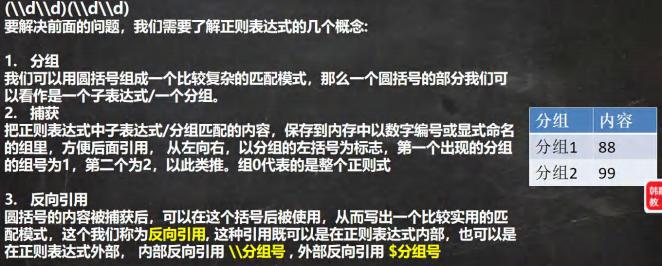 (\\d\\d)(\\d\\d)
要解决前面的问题，我们需要了解正则表达式的几个概念:
1. 分组
我们可以用圆括号组成一个比较复杂的匹配模式，那么一个圆括号的部分我们可
以看作是一个子表达式/一个分组。
2. 捕获
把正则表达式中子表达式/分组匹配的内容，保存到内存中以数字编号或显式命名
的组里，方便后面引用，从左向右，以分组的左括号为标志，第一个出现的分组
的组号为1，第二个为2，以此类推。组0代表的是整个正则式
3. 反向引用
圆括号的内容被捕获后，可以在这个括号后被使用，从而写出一个比较实用的匹
配模式，这个我们称为反向引用, 这种引用既可以是在正则表达式内部，也可以是
在正则表达式外部，内部反向引用 \\分组号 , 外部反向引用 $分组号
分组 内容
分组1 88
分组2 99
教